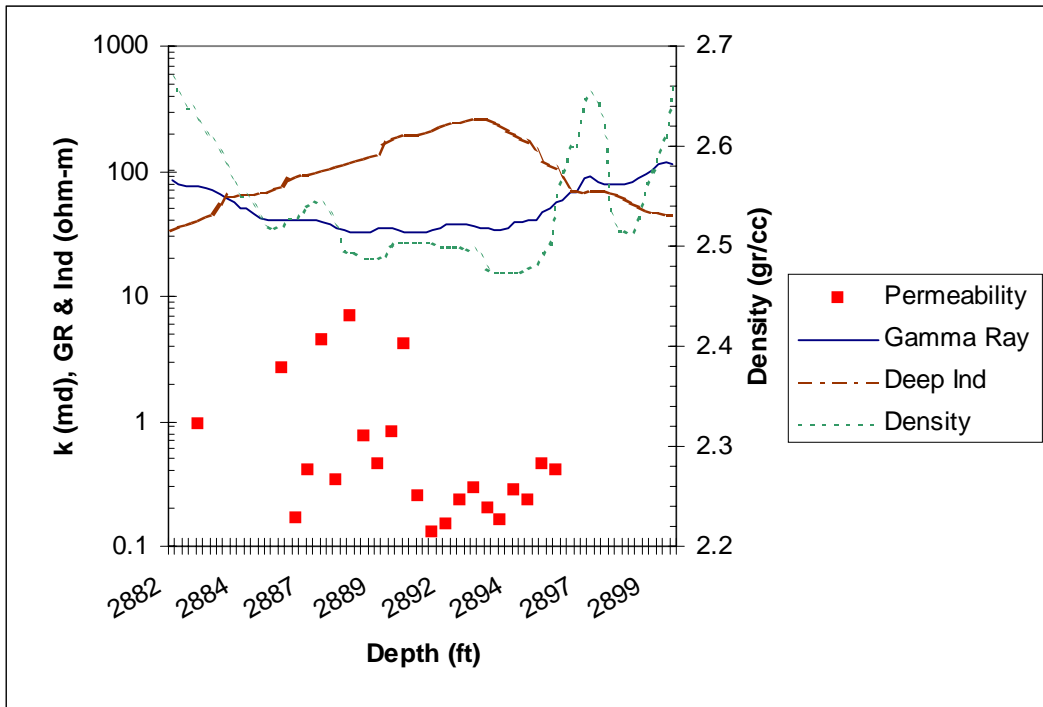 1000
100
10
1
0.1
k (md), GR & Ind (ohm-m)
2.7
2.6
2.5
2.4
2.3
2.2
Density (gr/cc)
2882
2884
2887
2889
2892
2894
2897
2899
Depth (ft)
Permeability
Gamma Ray
Deep Ind
Density